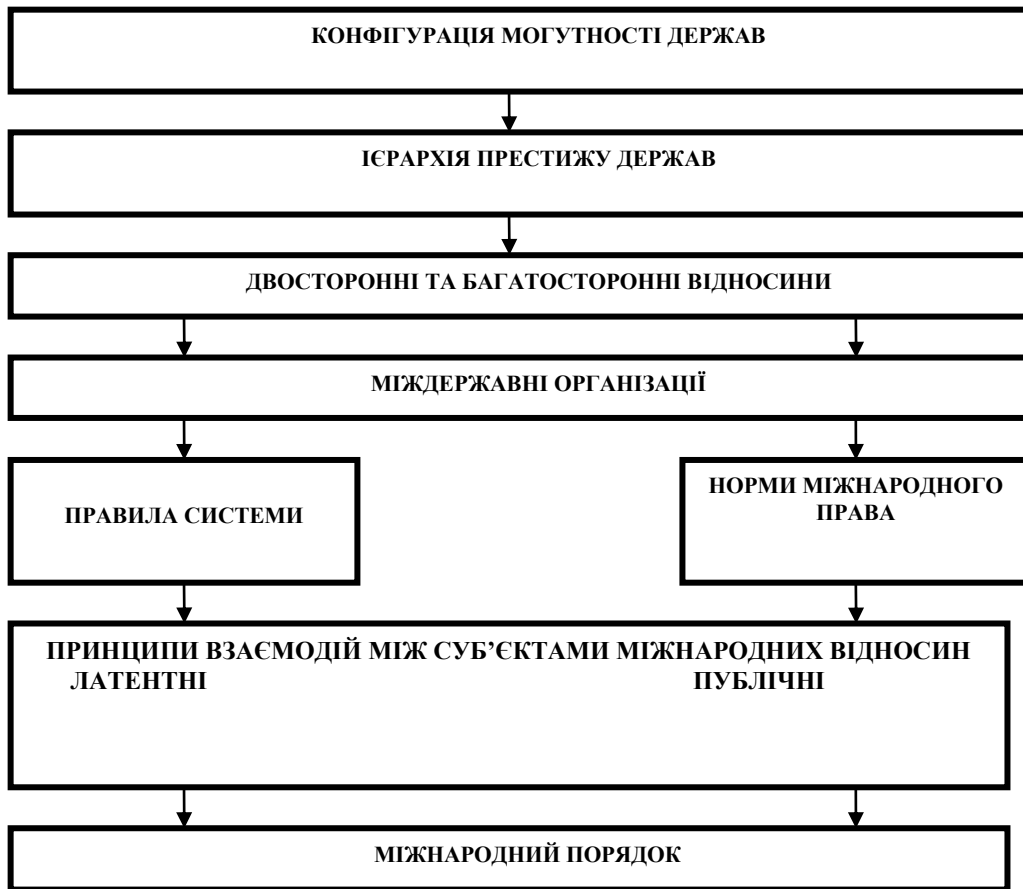 КОНФІГУРАЦІЯ МОГУТНОСТІ ДЕРЖАВ
ІЄРАРХІЯ ПРЕСТИЖУ ДЕРЖАВ
ДВОСТОРОННІ ТА БАГАТОСТОРОННІ ВІДНОСИНИ
МІЖДЕРЖАВНІ ОРГАНІЗАЦІЇ
ПРАВИЛА СИСТЕМИ
НОРМИ МІЖНАРОДНОГО
ПРАВА
ПРИНЦИПИ ВЗАЄМОДІЙ МІЖ СУБ’ЄКТАМИ МІЖНАРОДНИХ ВІДНОСИН
ЛАТЕНТНІ ПУБЛІЧНІ
МІЖНАРОДНИЙ ПОРЯДОК